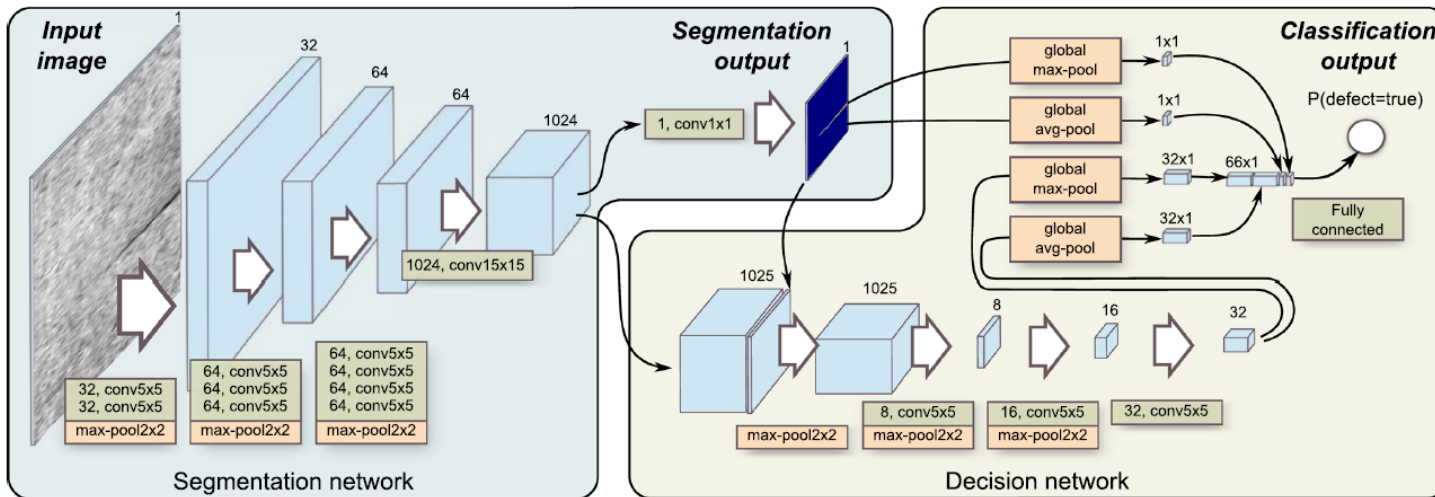 Input
image
1
32
64
64
1024
1024, conv15x15
32, conv5x5
32, conv5x5
max-pool2x2
64, conv5x5
64, conv5x5
64, conv5x5
max-pool2x2
64, conv5x5
64, conv5x5
64, conv5x5
64, conv5x5
max-pool2x2
Segmentation network
1, conv1x1
Segmentation
output
1
global
max-pool
1x1
global
avg-pool
1x1
global
max-pool
32x1
global
avg-pool
32x1
66x1
Classification
output
P(defect=true)
Fully
connected
1025
1025
8
16
32
max-pool2x2
8, conv5x5
max-pool2x2
16, conv5x5
max-pool2x2
32, conv5x5
Decision network